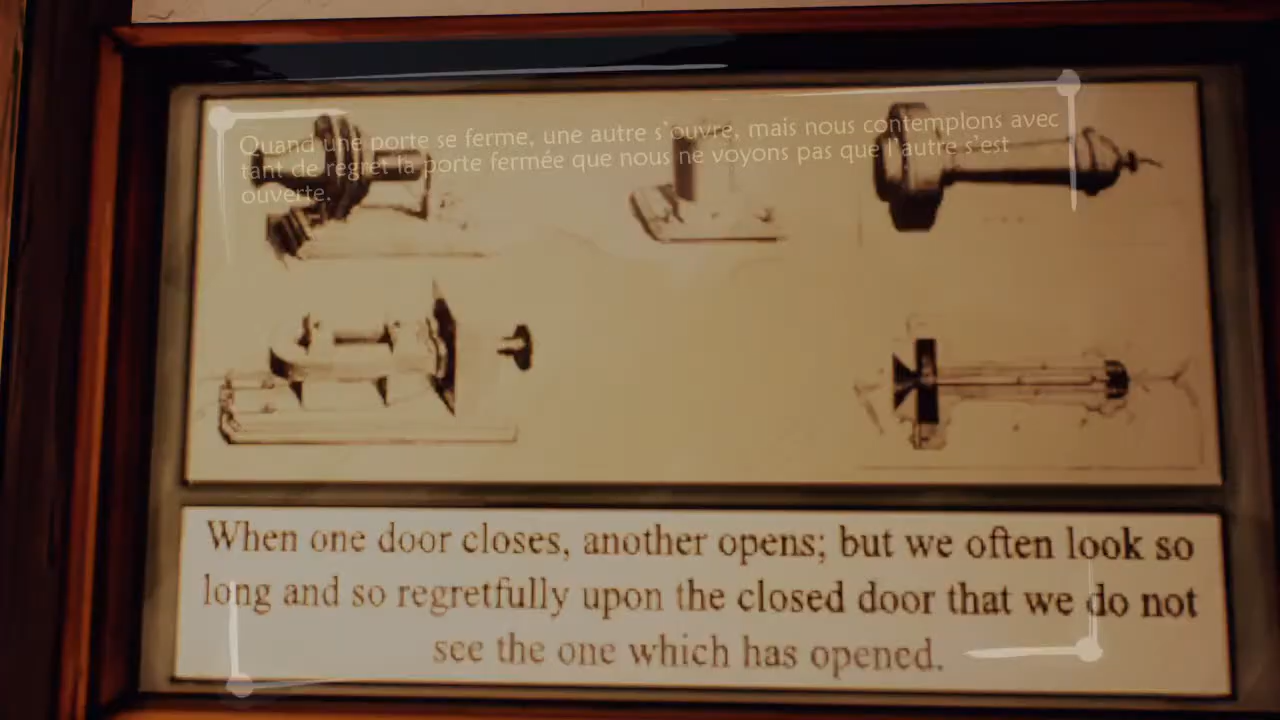 Quand une porte se ferme, une autre s'ouvre, mais nous contemplons avec
tant de regret la porte fermée que nous ne voyons pas que l'autre s'est
ouverte.
When one door closes, another opens; but we often look so
long and so regretfully upon the closed door that we do not
see the one which has opened.